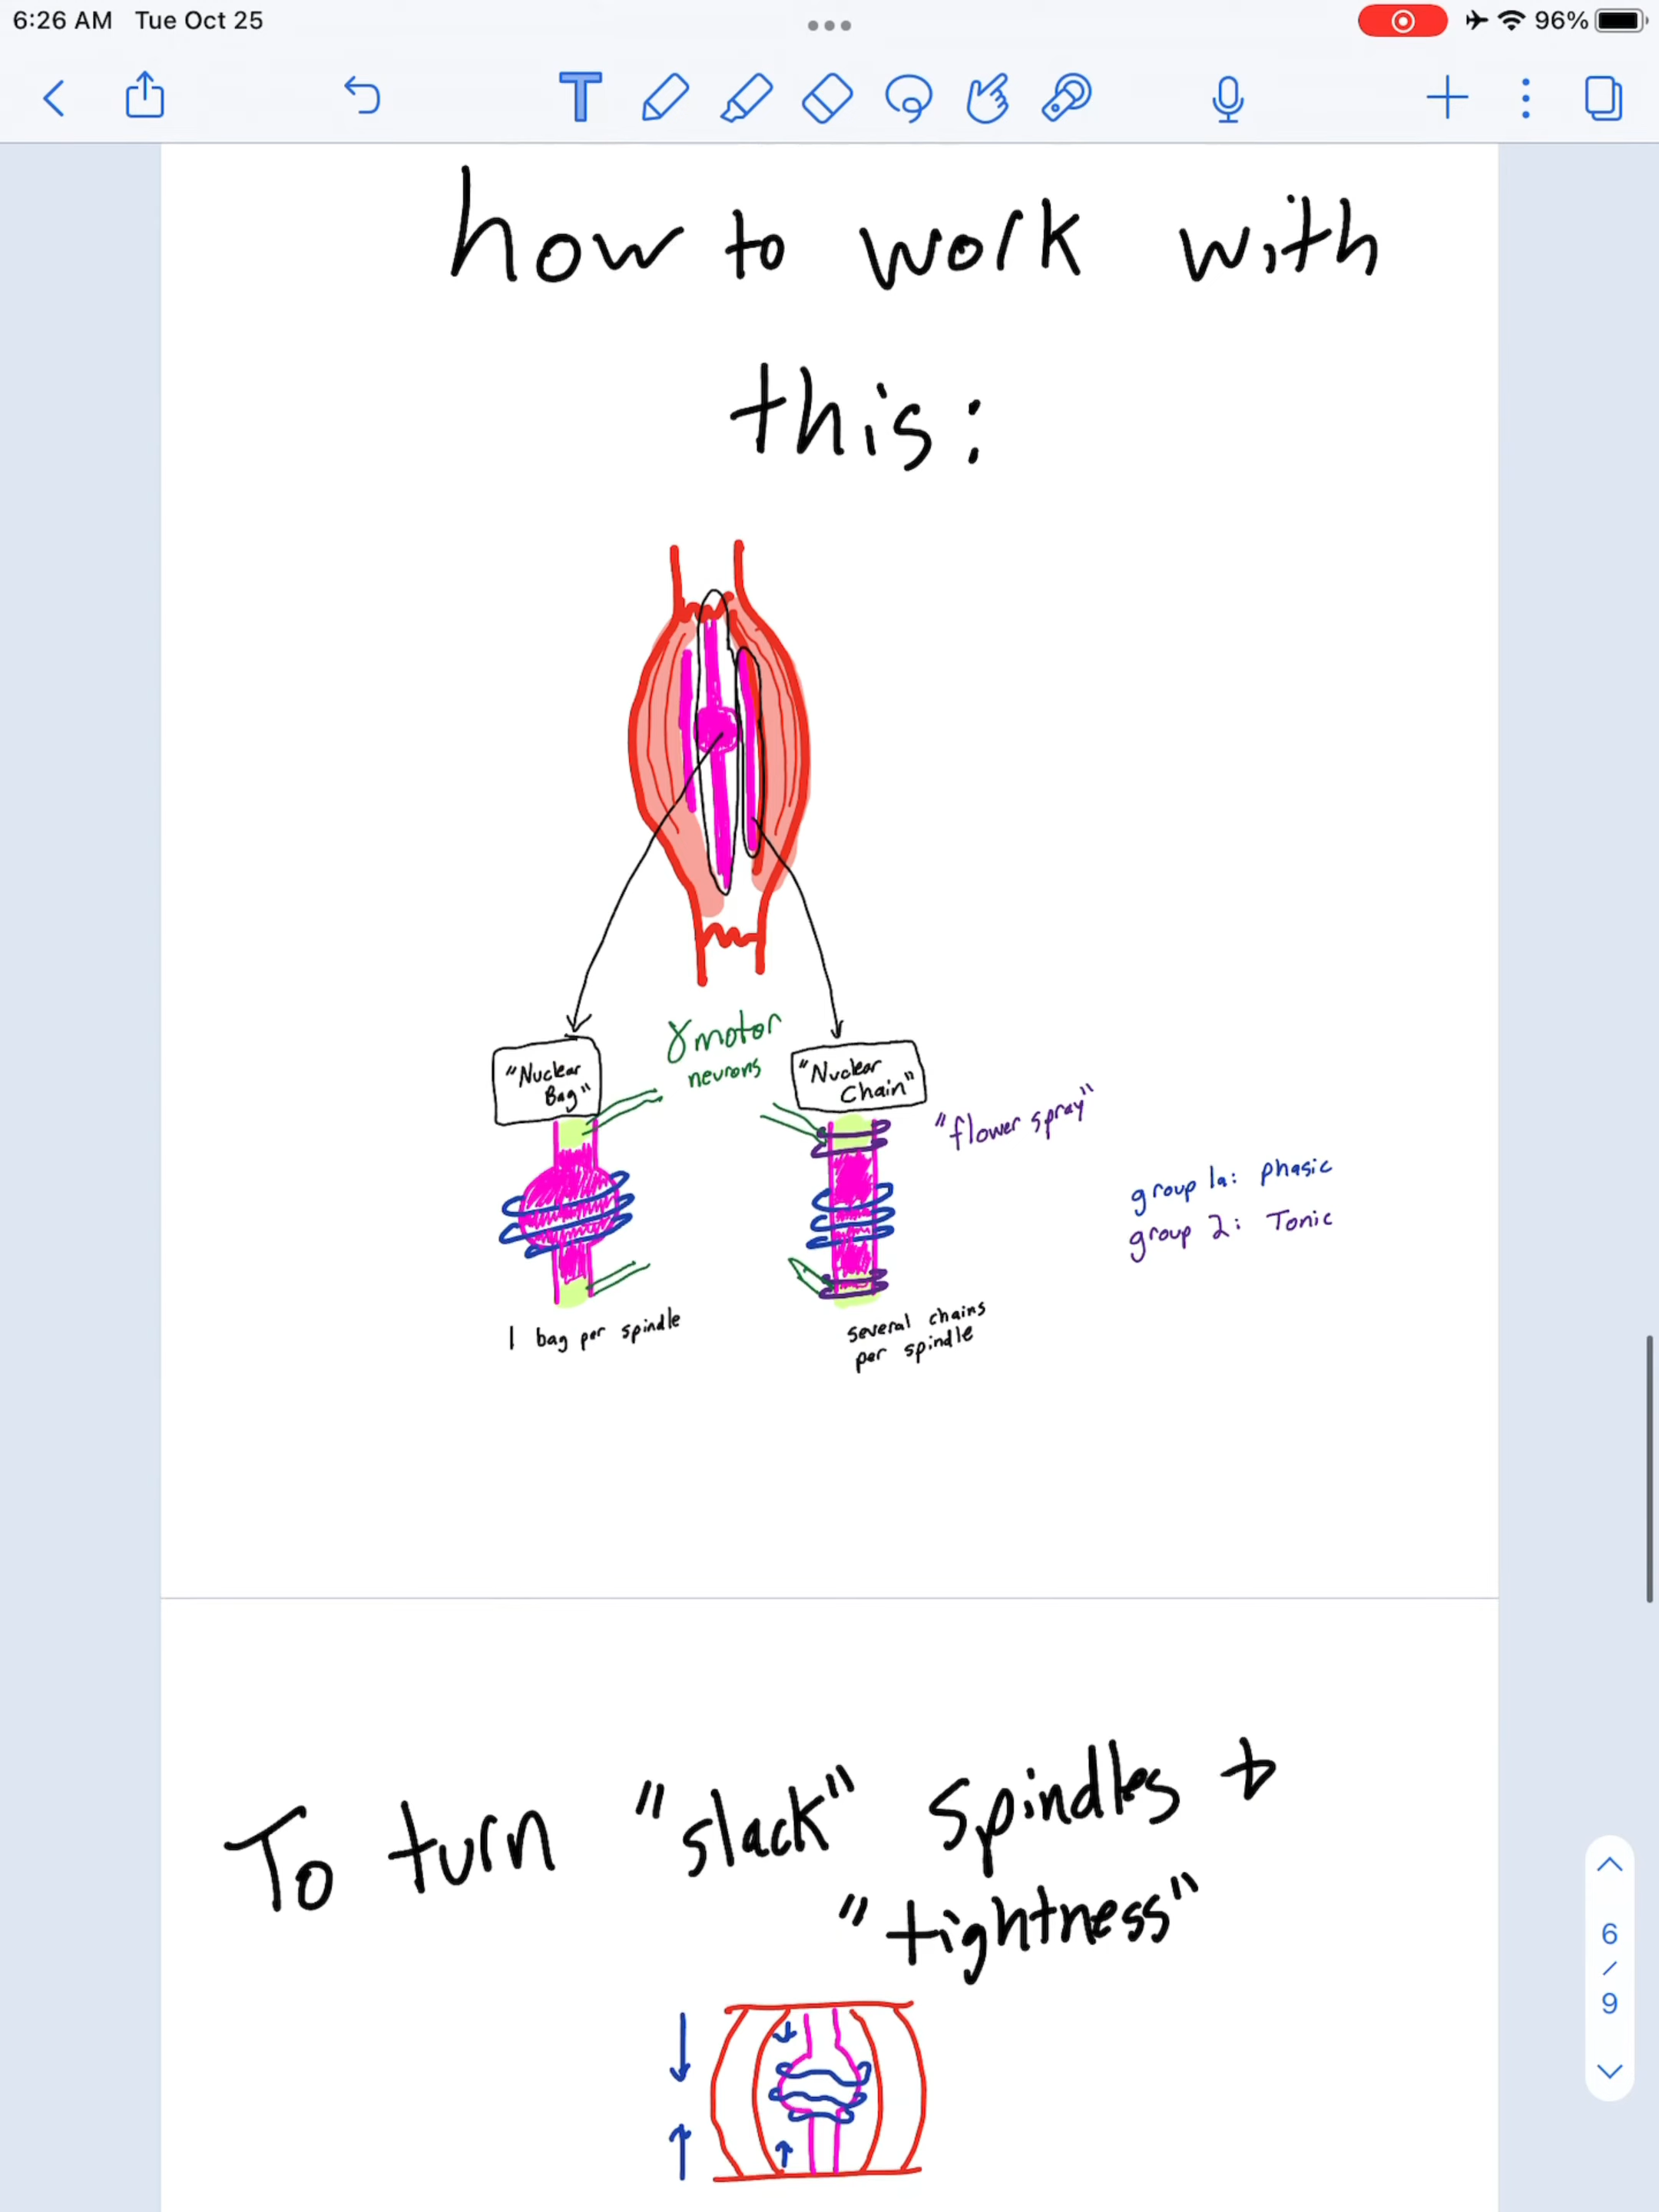 6:26 AM Tue Oct 25
96%
T
how to work with
this:
γ motor
neurons
"Nuclear
Bag"
"Nuclear
Chain"
"flower spray"
group 1a: phasic
group 2: Tonic
1 bag per spindle
several chains
per spindle
To turn "slack" spindles +
"tightness"
6
/
9